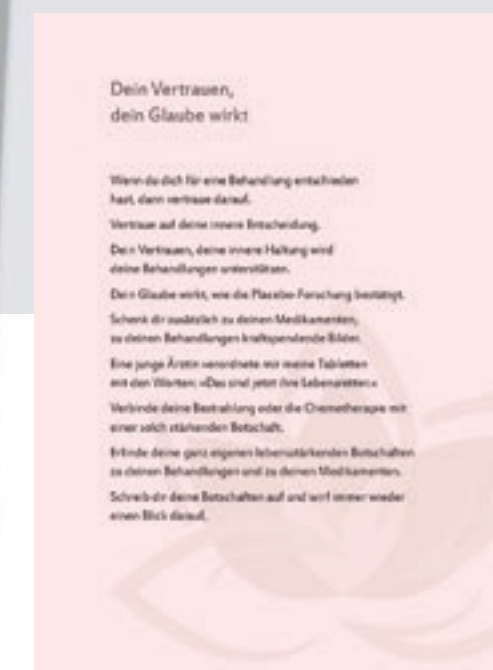 Dein Vertrauen,
dein Glaube wirkt
Wenn du dich für eine Behandlung entschieden
hast, dann vertraue darauf.
Vertraue auf deine innere Entscheidung.
Dein Vertrauen, deine innere Haltung wird
deine Behandlungen unterstützen.
Dein Glaube wirkt, wie die Placebo-Forschung bestätigt.
Schenk dir zusätzlich zu deinen Medikamenten,
zu deinen Behandlungen kraftspendende Bilder.
Eine junge Ärztin verordnete mir meine Tabletten
mit den Worten: »Das sind jetzt ihre Lebensretter.«
Verbinde deine Bestrahlung oder die Chemotherapie mit
einer solch stärkenden Botschaft.
Erfinde deine ganz eigenen lebensstärkenden Botschaften
zu deinen Behandlungen und zu deinen Medikamenten.
Schreib dir deine Botschaften auf und wirf immer wieder
einen Blick darauf.